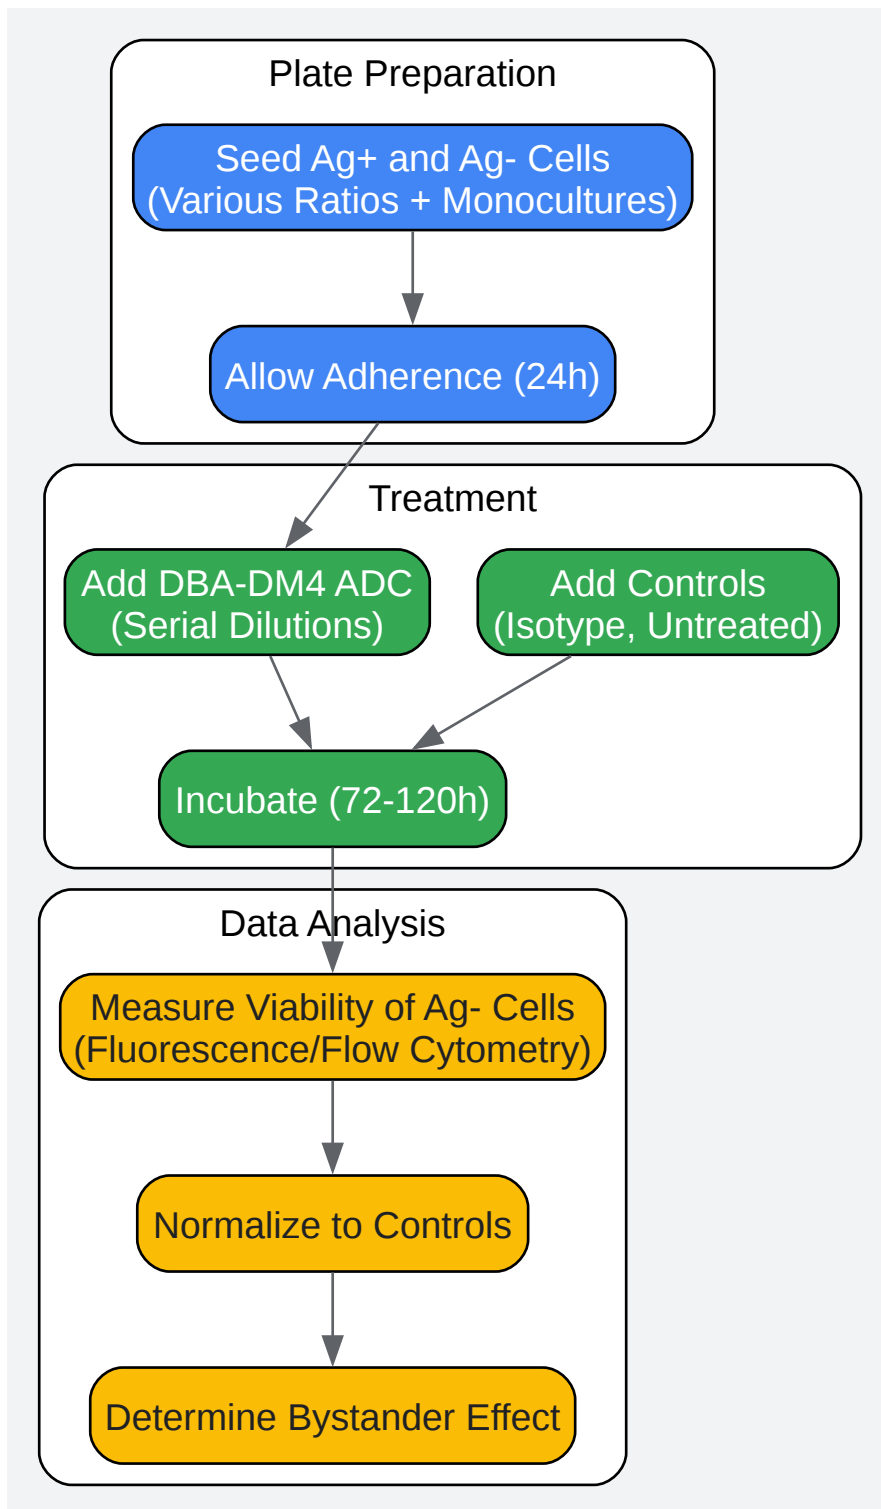 Plate Preparation
Seed Ag+ and Ag- Cells
(Various Ratios + Monocultures)
Allow Adherence (24h)
Treatment
Add DBA-DM4 ADC
(Serial Dilutions)
Add Controls
(Isotype, Untreated)
Incubate (72-120h)
Data Analysis
Measure Viability of Ag- Cells
(Fluorescence/Flow Cytometry)
Normalize to Controls
Determine Bystander Effect